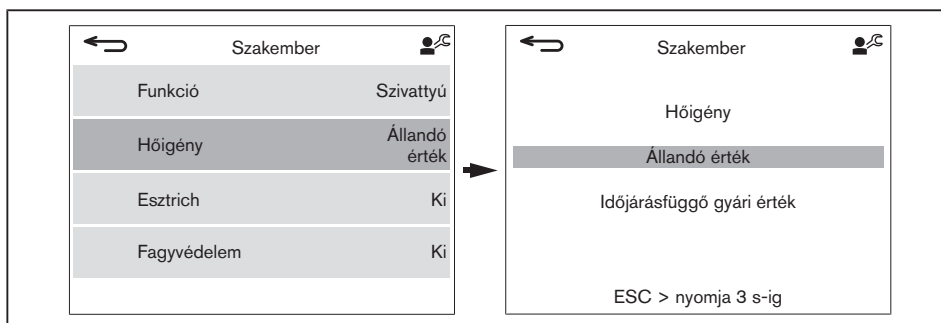 Szakember
Funkció Szivattyú
Hőigény Állandó
érték
Esztrich Ki
Fagyvédelem Ki
Szakember
Hőigény
Állandó érték
Időjárásfüggő gyári érték
ESC > nyomja 3 s-ig